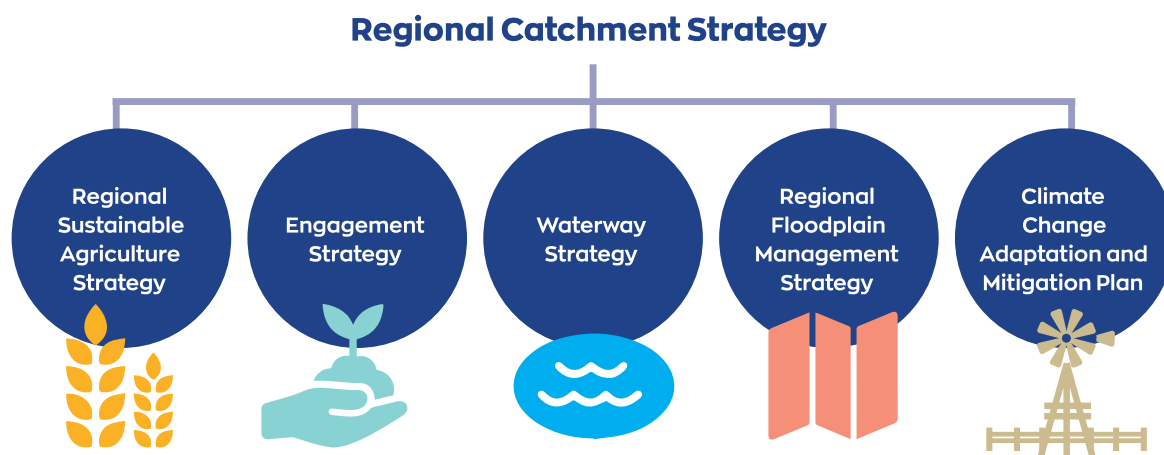 Regional Catchment Strategy
Regional
Sustainable
Agriculture
Strategy
Engagement
Strategy
Waterway
Strategy
Regional
Floodplain
Management
Strategy
Climate
Change
Adaptation and
Mitigation Plan